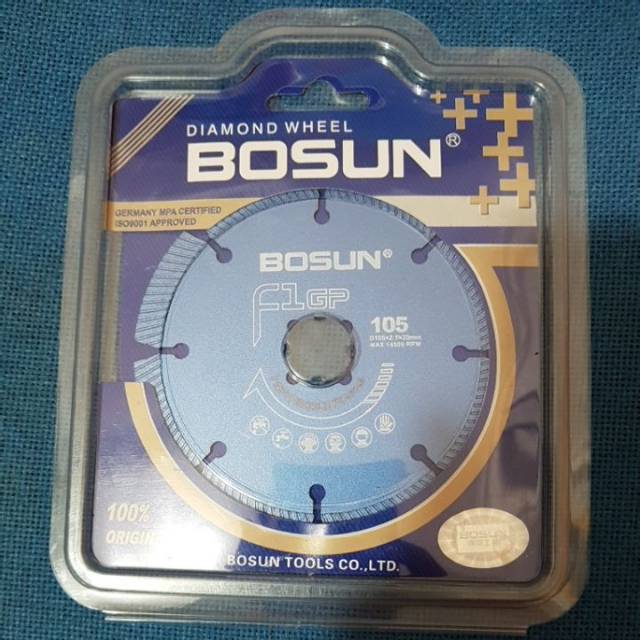 DIAMOND WHEEL
BOSUN®
GERMANY MPA CERTIFIED
ISO9001 APPROVED
BOSUN®
F1GP
105
MAX 14500 RPM
100%
BOSUN
BOSUN TOOLS CO.,LTD.